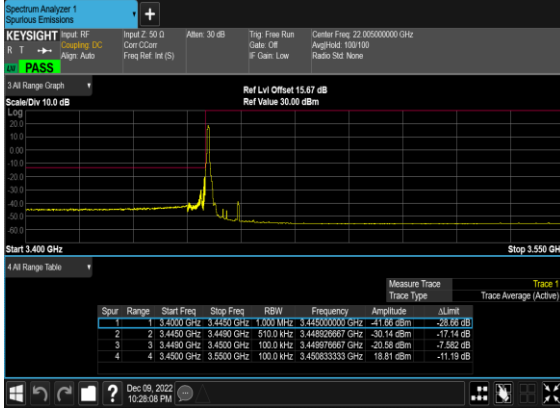 Spectrum Analyzer 1
Spurious Emissions
+
KEYSIGHT Input: RF Input Z: 50 Ω Atten: 30 dB Trig: Free Run Center Freq: 22.005000000 GHz
R T Coupling: DC Corr CCorr Gate: Off Avg|Hold: 100/100
Align: Auto Freq Ref: Int (S) IF Gain: Low Radio Std: None
PASS
3.All Range Graph
Ref Lvl Offset 15.67 dB
Scale/Div 10.0 dB Ref Value 30.00 dBm
Log
20.0
10.0
0.00
-10.0
-20.0
-30.0
-40.0
-50.0
-60.0
Start 3.400 GHz Stop 3.550 GH
4.All Range Table
Measure Trace Trace 1
Trace Type Trace Average (Active)
Spur Range Start Freq Stop Freq RBW Frequency Amplitude ΔLimit
1 1 3.4000 GHz 3.4450 GHz 1.000 MHz 3.445000000 GHz -41.66 dBm -28.66 dB
2 2 3.4450 GHz 3.4490 GHz 510.0 kHz 3.448926667 GHz -30.14 dBm -17.14 dB
3 3 3.4490 GHz 3.4500 GHz 100.0 kHz 3.449976667 GHz -20.58 dBm -7.582 dB
4 4 3.4500 GHz 3.5500 GHz 100.0 kHz 3.450833333 GHz 18.81 dBm -11.19 dB
? Dec 09, 2022
10:28:08 PM